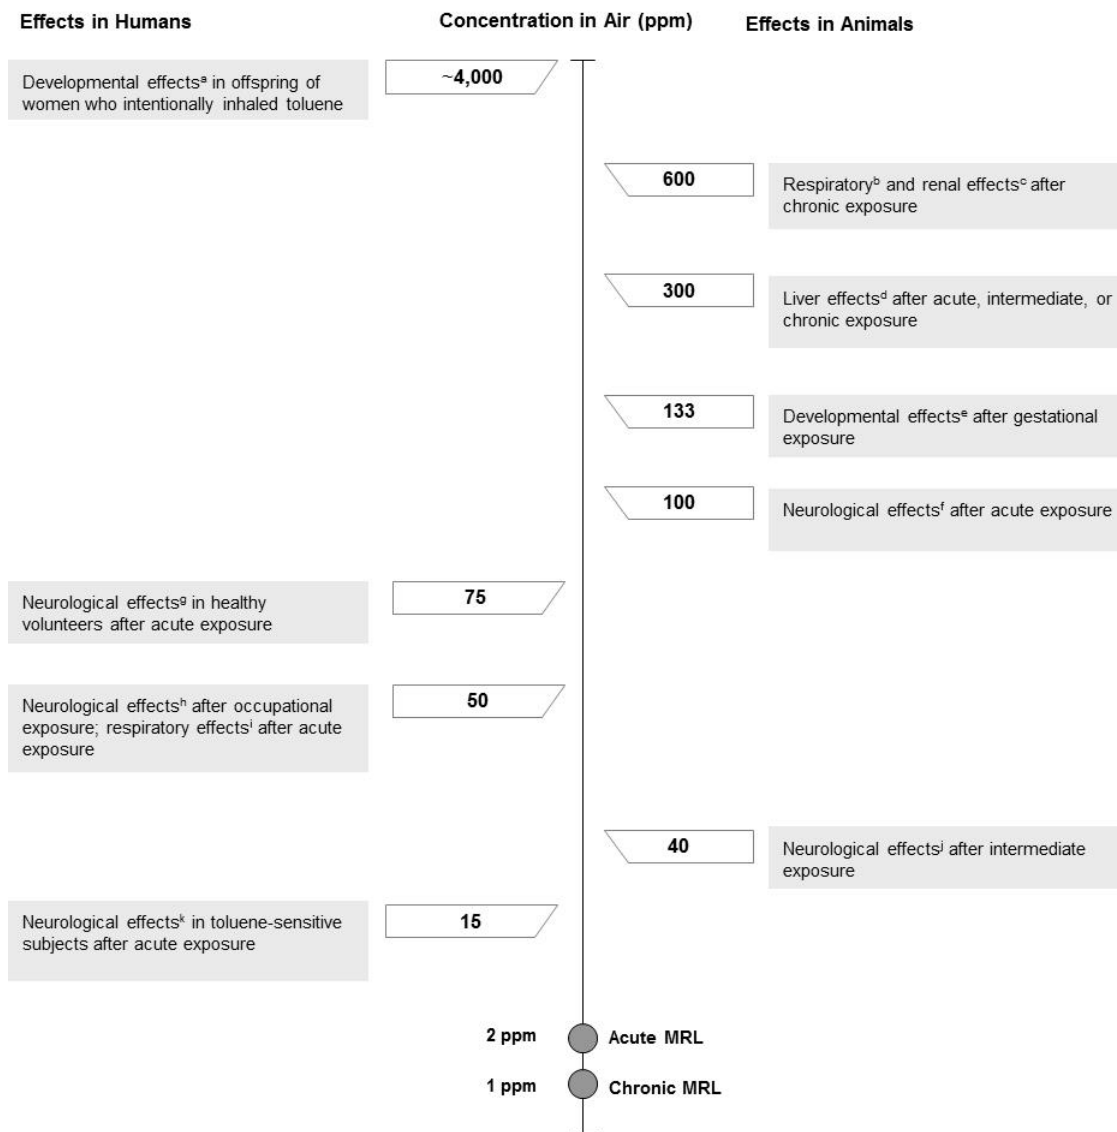 Effects in Humans
Concentration in Air (ppm)
Effects in Animals
Developmental effectsᵃ in offspring of
women who intentionally inhaled toluene
~4,000
600
Respiratoryᵇ and renal effectsᶜ after
chronic exposure
300
Liver effectsᵈ after acute, intermediate, or
chronic exposure
133
Developmental effectsᵉ after gestational
exposure
100
Neurological effectsᶠ after acute exposure
Neurological effectsᵍ in healthy
volunteers after acute exposure
75
Neurological effectsʰ after occupational
exposure; respiratory effectsⁱ after acute
exposure
50
40
Neurological effectsʲ after intermediate
exposure
Neurological effectsᵏ in toluene-sensitive
subjects after acute exposure
15
2 ppm
Acute MRL
1 ppm
Chronic MRL